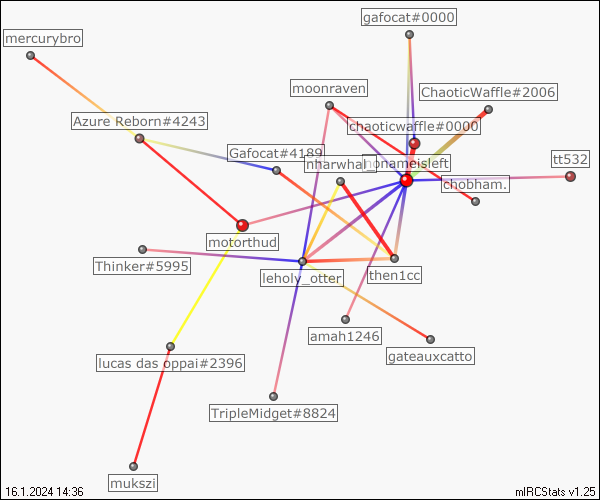 gafocat#0000
mercurybro
moonraven
ChaoticWaffle#2006
Azure Reborn#4243
chaoticwaffle#0000
Gafocat#4189
nharwhal
nonameisleft
tt532
chobham.
motorthud
Thinker#5995
leholy_otter
then1cc
amah1246
gateauxcatto
lucas das oppai#2396
TripleMidget#8824
mukszi
16.1.2024 14:36
mIRCStats v1.25